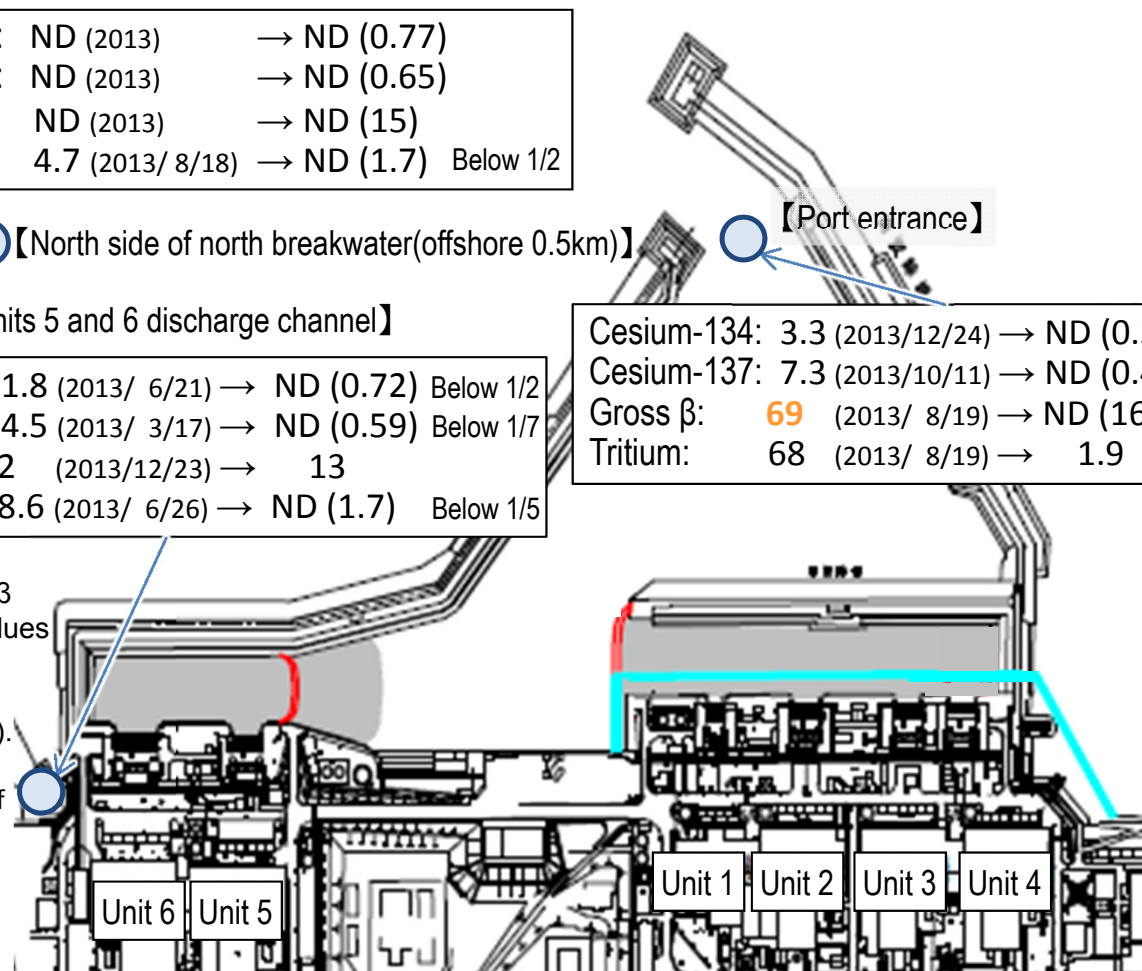 : ND (2013) → ND (0.77)
: ND (2013) → ND (0.65)
ND (2013) → ND (15)
4.7 (2013/ 8/18) → ND (1.7) Below 1/2
【Port entrance】
【North side of north breakwater(offshore 0.5km)】
nits 5 and 6 discharge channel】
Cesium-134: 3.3 (2013/12/24) → ND (0.
Cesium-137: 7.3 (2013/10/11) → ND (0.
Gross β: 69 (2013/ 8/19) → ND (16
Tritium: 68 (2013/ 8/19) → 1.9
1.8 (2013/ 6/21) → ND (0.72) Below 1/2
4.5 (2013/ 3/17) → ND (0.59) Below 1/7
2 (2013/12/23) → 13
8.6 (2013/ 6/26) → ND (1.7) Below 1/5
3
lues
).
f
Unit 6
Unit 5
Unit 1
Unit 2
Unit 3
Unit 4